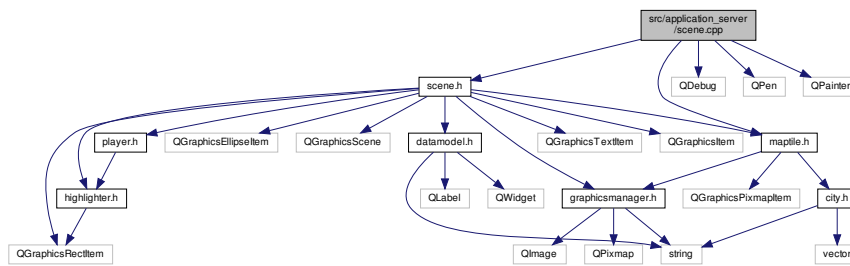 src/application_server
/scene.cpp
scene.h
QDebug
QPen
QPainter
player.h
QGraphicsEllipseItem
QGraphicsScene
datamodel.h
QGraphicsTextItem
QGraphicsItem
maptile.h
highlighter.h
QLabel
QWidget
graphicsmanager.h
QGraphicsPixmapItem
city.h
QGraphicsRectItem
QImage
QPixmap
string
vector